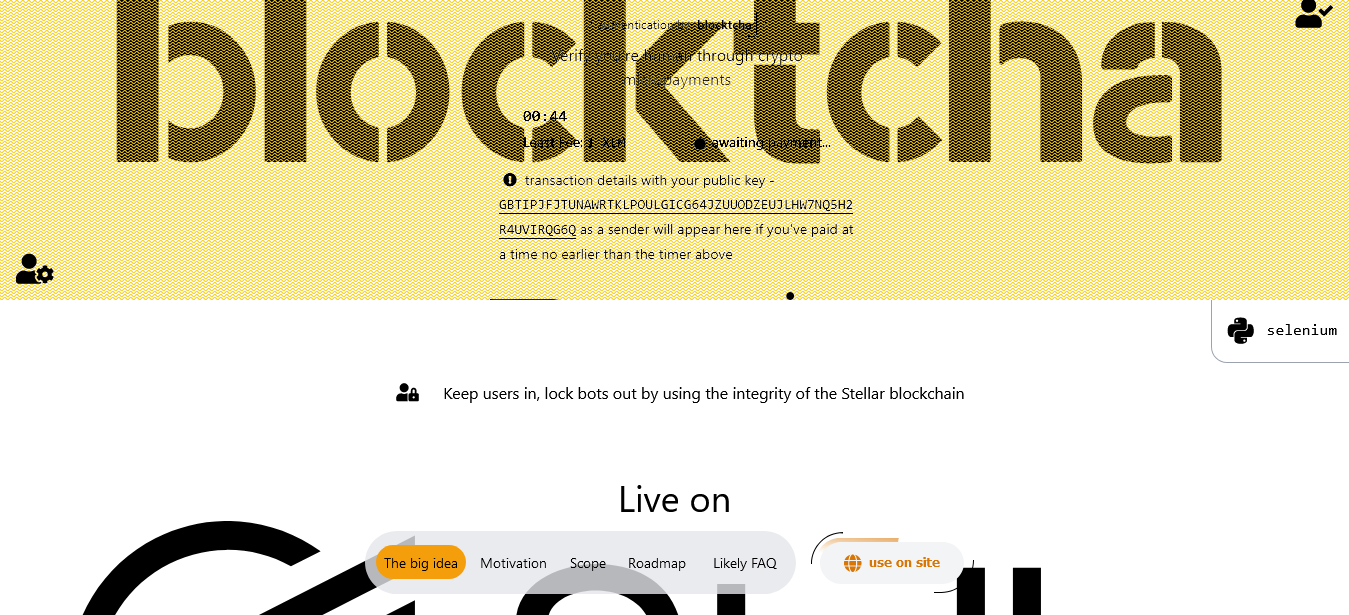 blocktcha
Authentication by blocktcha
Verify you're human through crypto
micropayments
00:44
Least Fee: 1 XLM
awaiting payment...
transaction details with your public key -
GBTIPJFJTUNAWRTKLPOULGICG64JZUUODZEUJLHW7NQ5H2
R4UVIRQG6Q as a sender will appear here if you've paid at
a time no earlier than the timer above
selenium
Keep users in, lock bots out by using the integrity of the Stellar blockchain
Live on
The big idea
Motivation
Scope
Roadmap
Likely FAQ
use on site